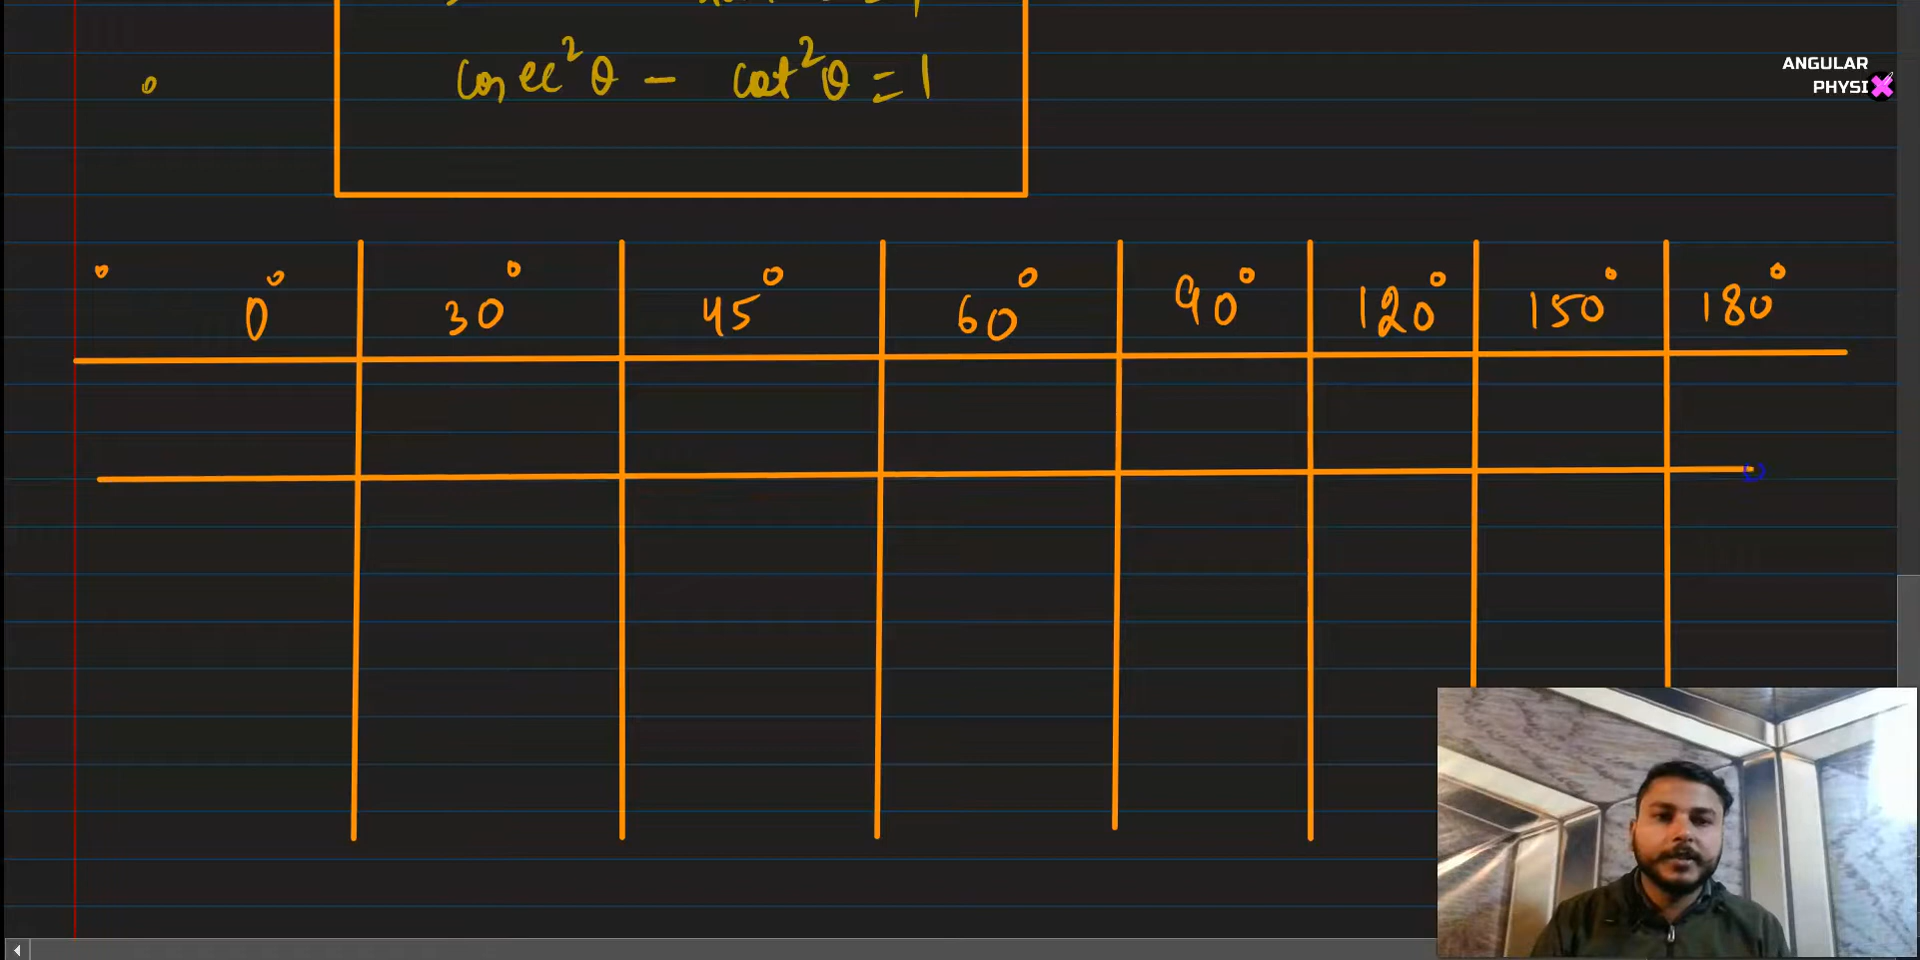 cosec²θ - cot²θ = 1
ANGULAR
PHYSI
0° 30° 45° 60° 90° 120° 150° 180°